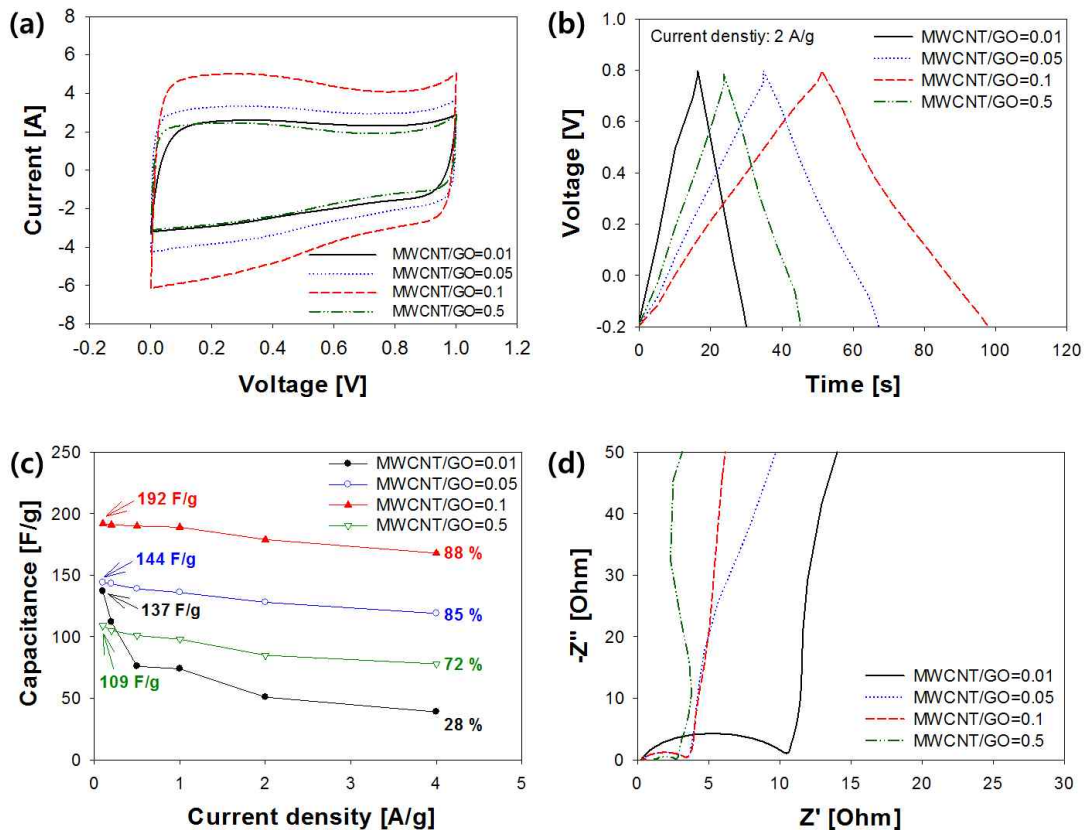 (a)
8
6
4
2
0
-2
-4
-6
-8
Current [A]
MWCNT/GO=0.01
MWCNT/GO=0.05
MWCNT/GO=0.1
MWCNT/GO=0.5
-0.2 0.0 0.2 0.4 0.6 0.8 1.0 1.2
Voltage [V]
(b)
Current denstiy: 2 A/g
MWCNT/GO=0.01
MWCNT/GO=0.05
MWCNT/GO=0.1
MWCNT/GO=0.5
1.0
0.8
0.6
0.4
0.2
0.0
-0.2
Voltage [V]
0 20 40 60 80 100 120
Time [s]
(c)
250
200
150
100
50
0
Capacitance [F/g]
MWCNT/GO=0.01
MWCNT/GO=0.05
MWCNT/GO=0.1
MWCNT/GO=0.5
192 F/g
144 F/g
137 F/g
109 F/g
88 %
85 %
72 %
28 %
0 1 2 3 4 5
Current density [A/g]
(d)
50
40
30
20
10
0
-Z" [Ohm]
MWCNT/GO=0.01
MWCNT/GO=0.05
MWCNT/GO=0.1
MWCNT/GO=0.5
0 5 10 15 20 25 30
Z' [Ohm]